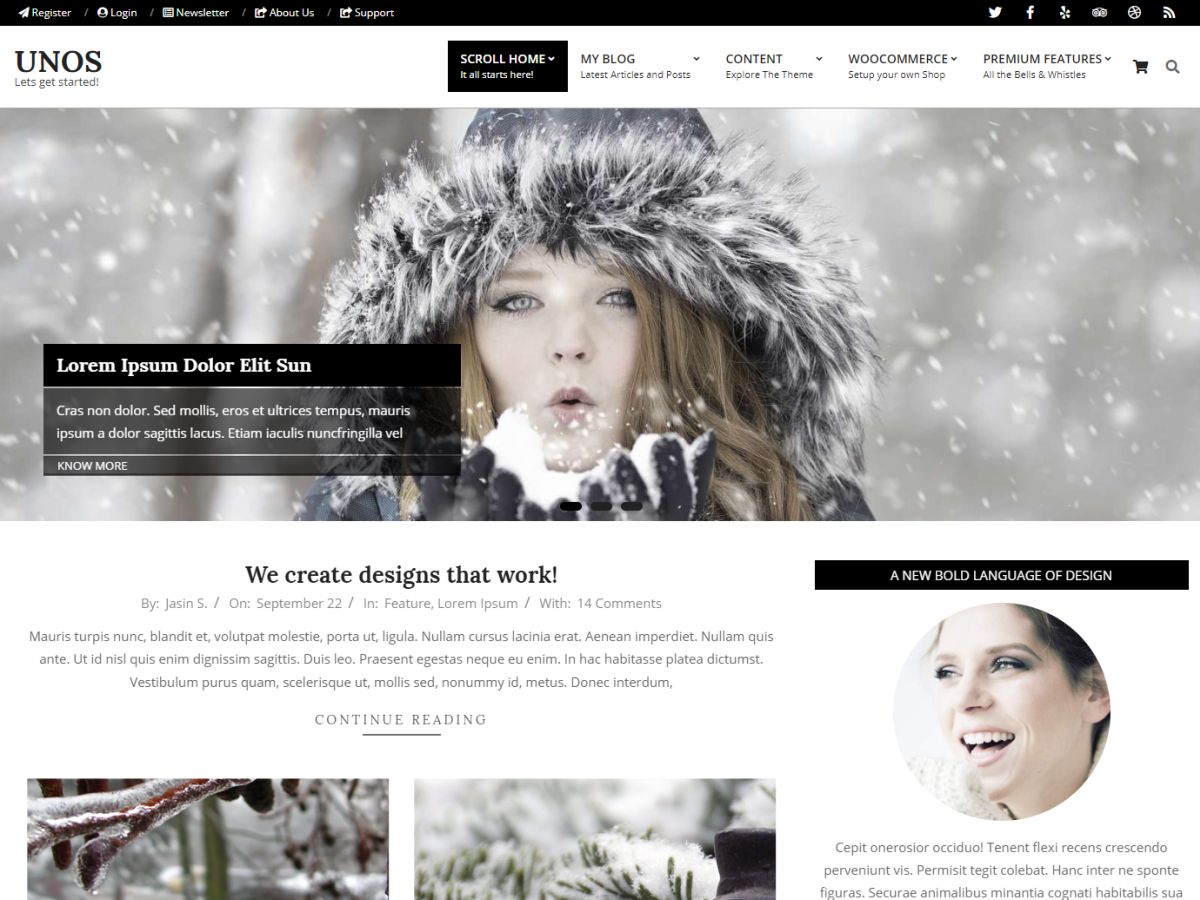 Register / Login / Newsletter / About Us / Support
UNOS
Lets get started!
SCROLL HOME
It all starts here!
MY BLOG
Latest Articles and Posts
CONTENT
Explore The Theme
WOOCOMMERCE
Setup your own Shop
PREMIUM FEATURES
All the Bells & Whistles
Lorem Ipsum Dolor Elit Sun
Cras non dolor. Sed mollis, eros et ultrices tempus, mauris
ipsum a dolor sagittis lacus. Etiam iaculis nuncfringilla vel
KNOW MORE
We create designs that work!
By: Jasin S. / On: September 22 / In: Feature, Lorem Ipsum / With: 14 Comments
Mauris turpis nunc, blandit et, volutpat molestie, porta ut, ligula. Nullam cursus lacinia erat. Aenean imperdiet. Nullam quis
ante. Ut id nisl quis enim dignissim sagittis. Duis leo. Praesent egestas neque eu enim. In hac habitasse platea dictumst.
Vestibulum purus quam, scelerisque ut, mollis sed, nonummy id, metus. Donec interdum,
CONTINUE READING
A NEW BOLD LANGUAGE OF DESIGN
Cepit onerosior occiduo! Tenent flexi recens crescendo
perveniunt vis. Permisit tegit colebat. Hanc inter ne sponte
figuras. Securae animalibus minantia cognati habitabilis sua